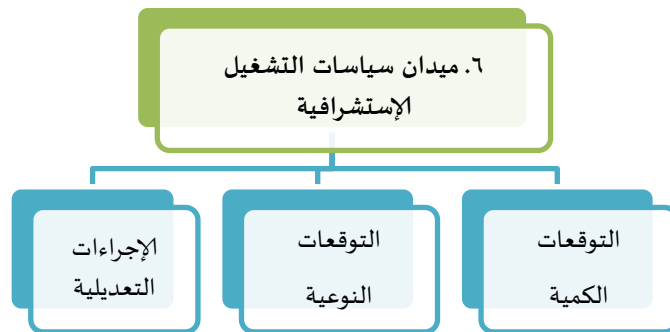 ٦. ميدان سياسات التشغيل
الإستشرافية
التوقعات
الكمية
التوقعات
النوعية
الإجراءات
التعديلية